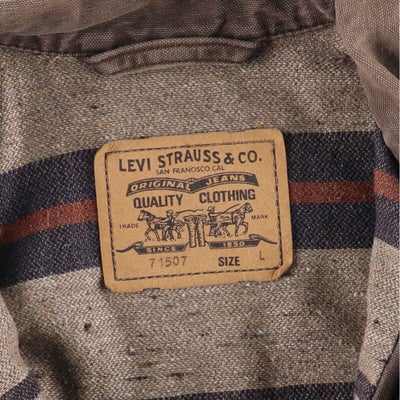 LEVI STRAUSS & CO.
SAN FRANCISCO, CAL
ORIGINAL JEANS
QUALITY CLOTHING
TRADE MARK
SINCE 1850
71507 SIZE L